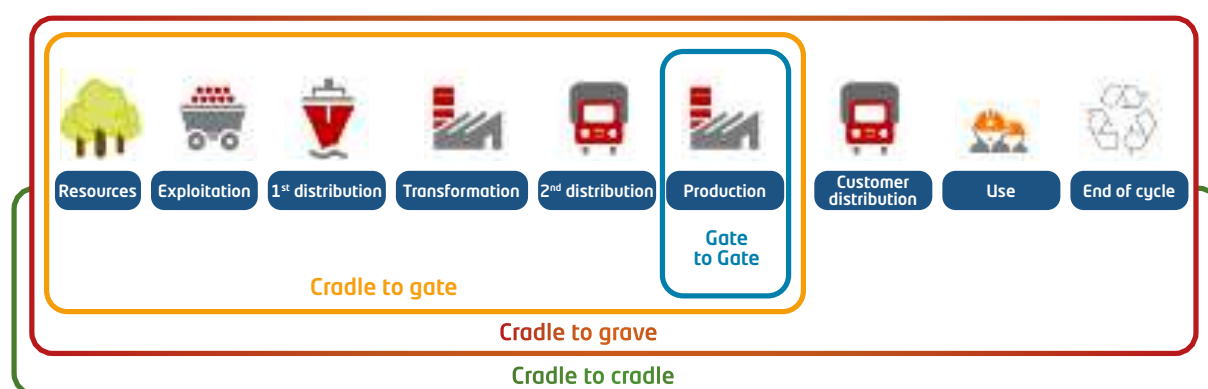 Resources
Exploitation
1st distribution
Transformation
2nd distribution
Production
Customer
distribution
Use
End of cycle
Gate
to Gate
Cradle to gate
Cradle to grave
Cradle to cradle